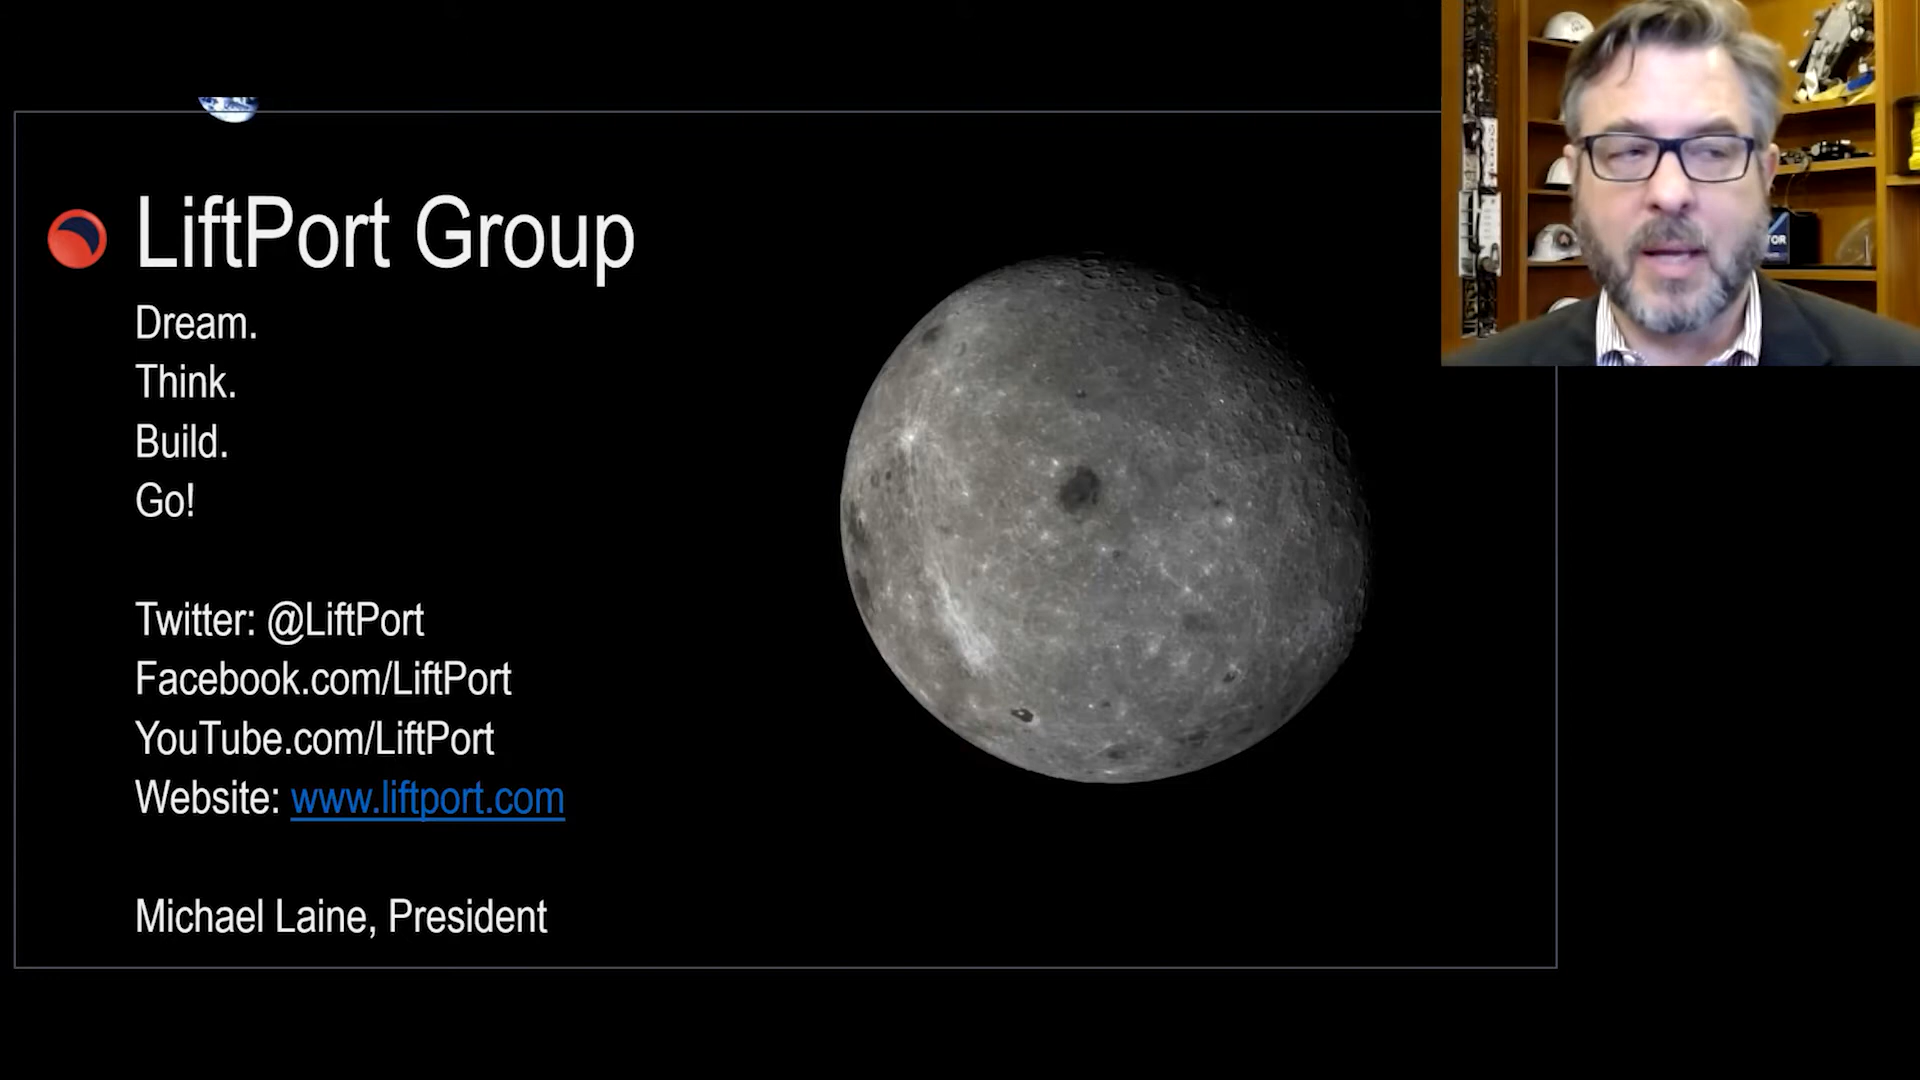 LiftPort Group
Dream.
Think.
Build.
Go!
Twitter: @LiftPort
Facebook.com/LiftPort
YouTube.com/LiftPort
Website: www.liftport.com
Michael Laine, President